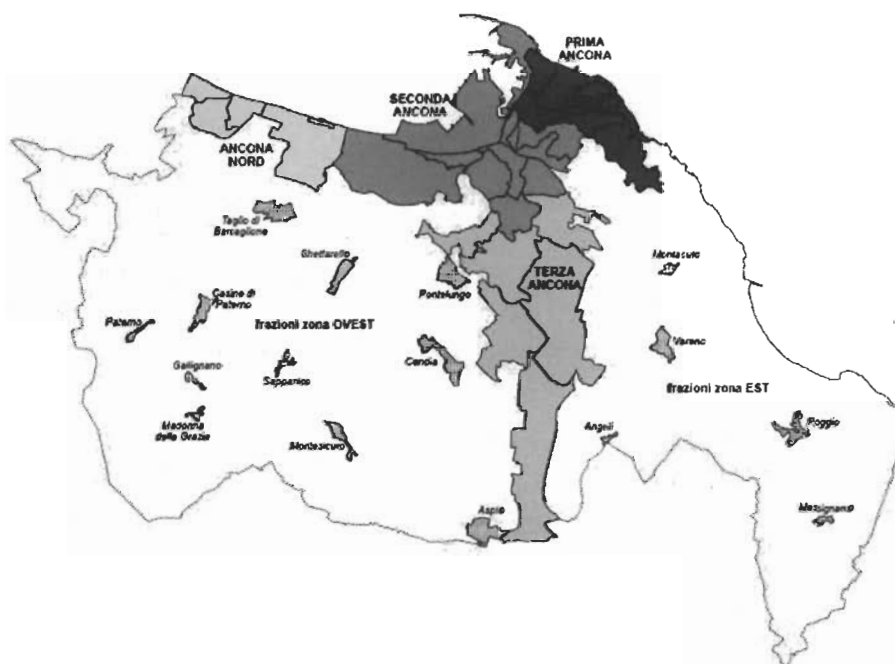 PRIMA
ANCONA
SECONDA
ANCONA
ANCONA
NORD
Taglio di
Barcaglione
Ghettarello
Montacuto
TERZA
ANCONA
Pontelungo
Casine di
Paterno
Paterno
frazioni zona OVEST
Varano
Gallignano
Sappanico
Candia
frazioni zona EST
Madonna
delle Grazie
Montesicuro
Angeli
Poggio
Aspio
Massignano